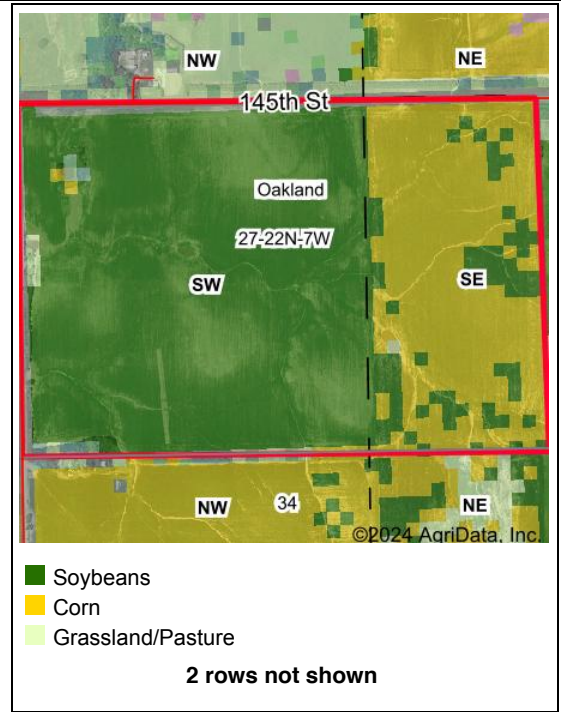 NW
NE
145th St
Oakland
27-22N-7W
SW
SE
NW
34
NE
©2024 AgriData, Inc.
Soybeans
Corn
Grassland/Pasture
2 rows not shown